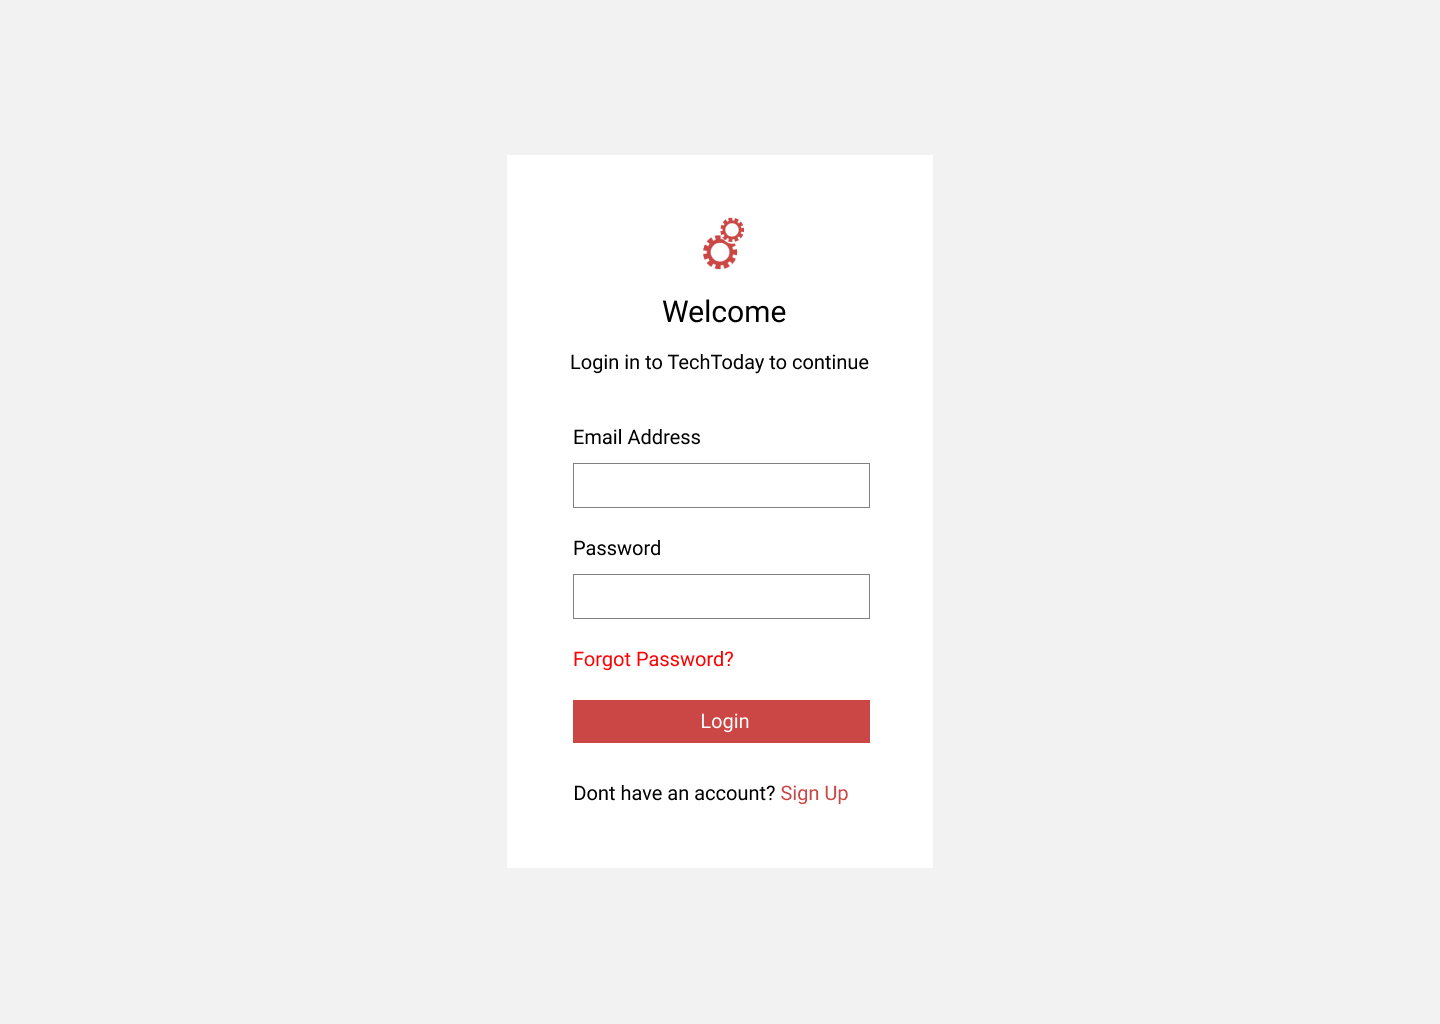 Welcome
Login in to TechToday to continue
Email Address
Password
Forgot Password?
Login
Dont have an account? Sign Up